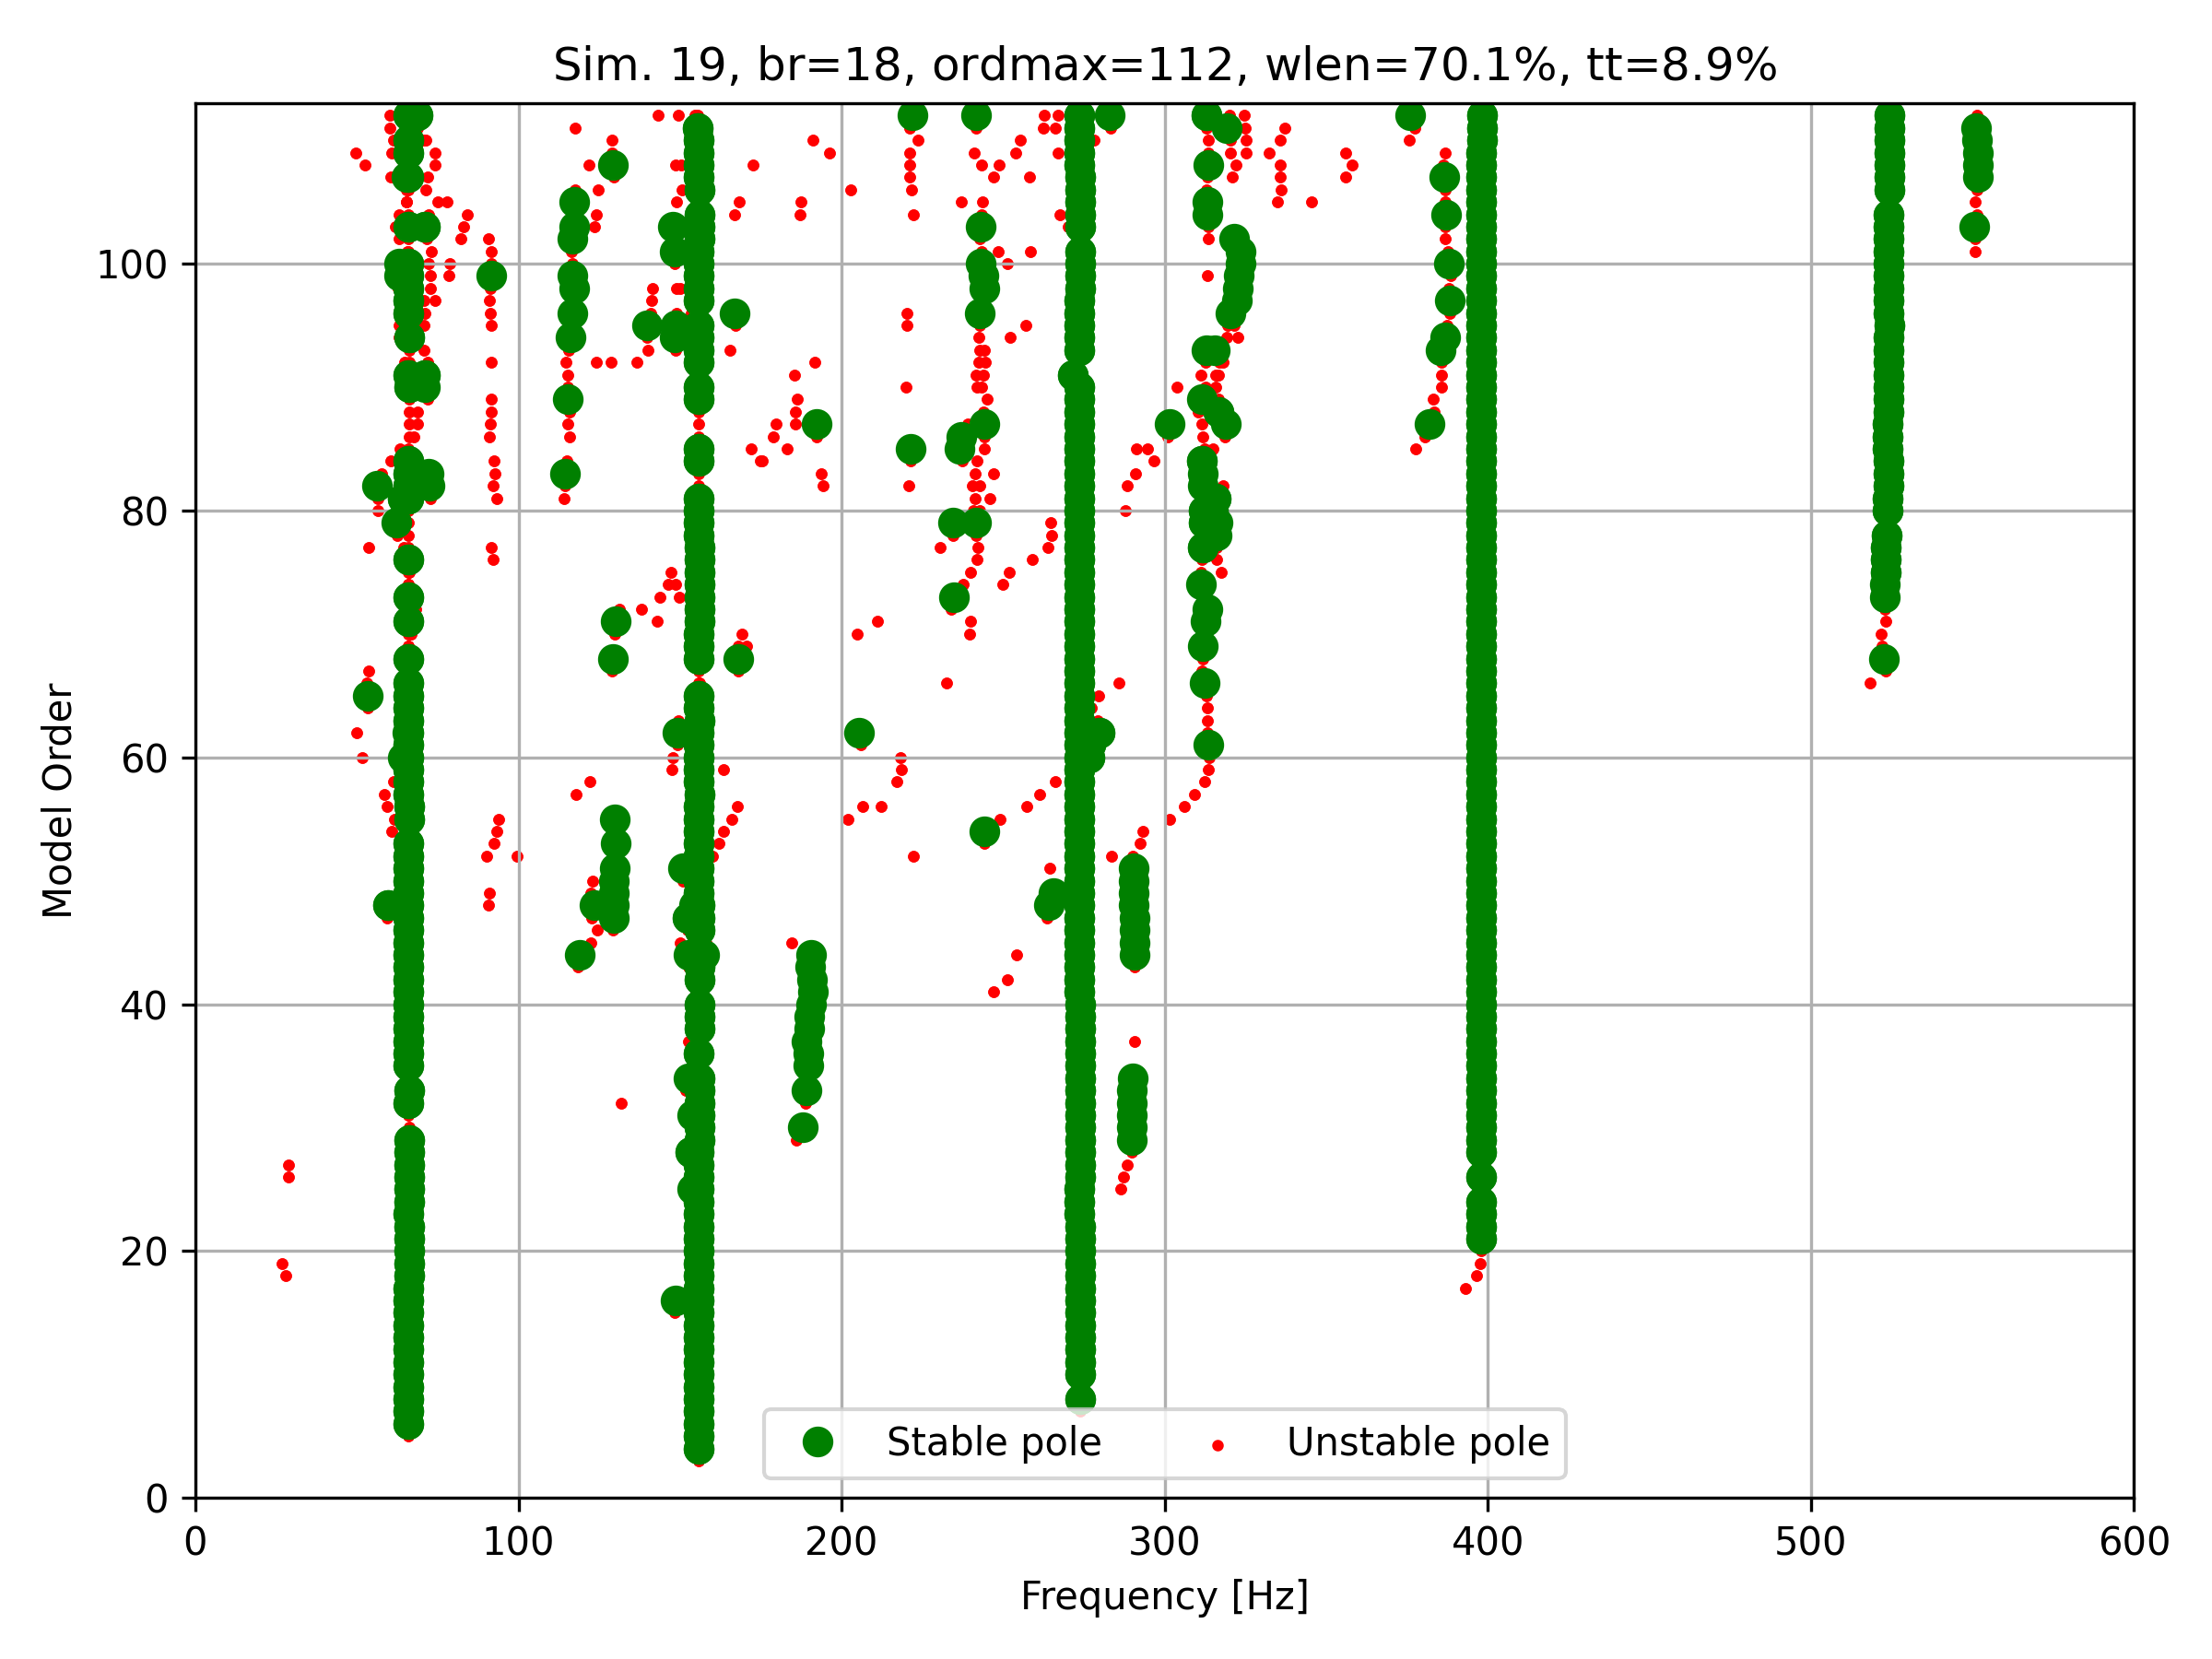 Sim. 19, br=18, ordmax=112, wlen=70.1%, tt=8.9%
100
80
60
40
20
0
Model Order
Stable pole Unstable pole
0 100 200 300 400 500 600
Frequency [Hz]